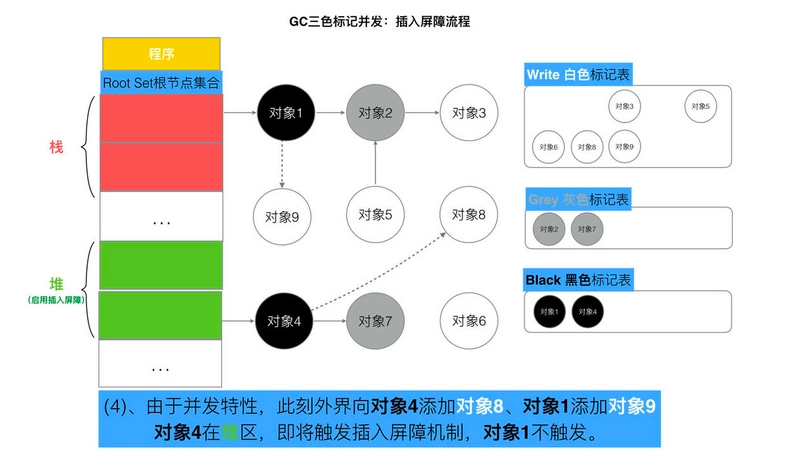 GC三色标记并发：插入屏障流程
程序
Root Set根节点集合
栈
...
堆
(启用插入屏障)
...
对象1
对象2
对象3
对象9
对象5
对象8
对象4
对象7
对象6
Write 白色标记表
对象3
对象5
对象6
对象8
对象9
Grey 灰色标记表
对象2
对象7
Black 黑色标记表
对象1
对象4
(4)、由于并发特性，此刻外界向对象4添加对象8、对象1添加对象9
对象4在堆区，即将触发插入屏障机制，对象1不触发。